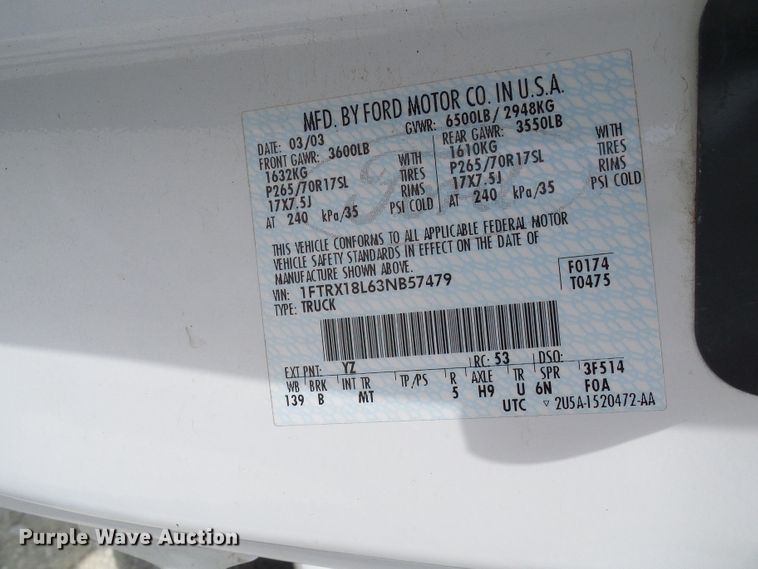 MFD. BY FORD MOTOR CO. IN U.S.A.
DATE: 03/03 GVWR: 6500LB/ 2948KG
FRONT GAWR: 3600LB REAR GAWR: 3550LB
1632KG WITH 1610KG WITH
P265/70R17SL TIRES P265/70R17SL TIRES
17X7.5J RIMS 17X7.5J RIMS
AT 240 kPa/35 PSI COLD AT 240 kPa/35 PSI COLD
THIS VEHICLE CONFORMS TO ALL APPLICABLE FEDERAL MOTOR
VEHICLE SAFETY STANDARDS IN EFFECT ON THE DATE OF
MANUFACTURE SHOWN ABOVE.
VIN: 1FTRX18L63NB57479 F0174
TYPE: TRUCK T0475
EXT PNT: YZ RC: 53 DSO:
WB BRK INT TR TP/PS R AXLE TR SPR 3F514
139 B MT 5 H9 U 6N F0A
UTC ▽ 2U5A-1520472-AA
Purple Wave Auction